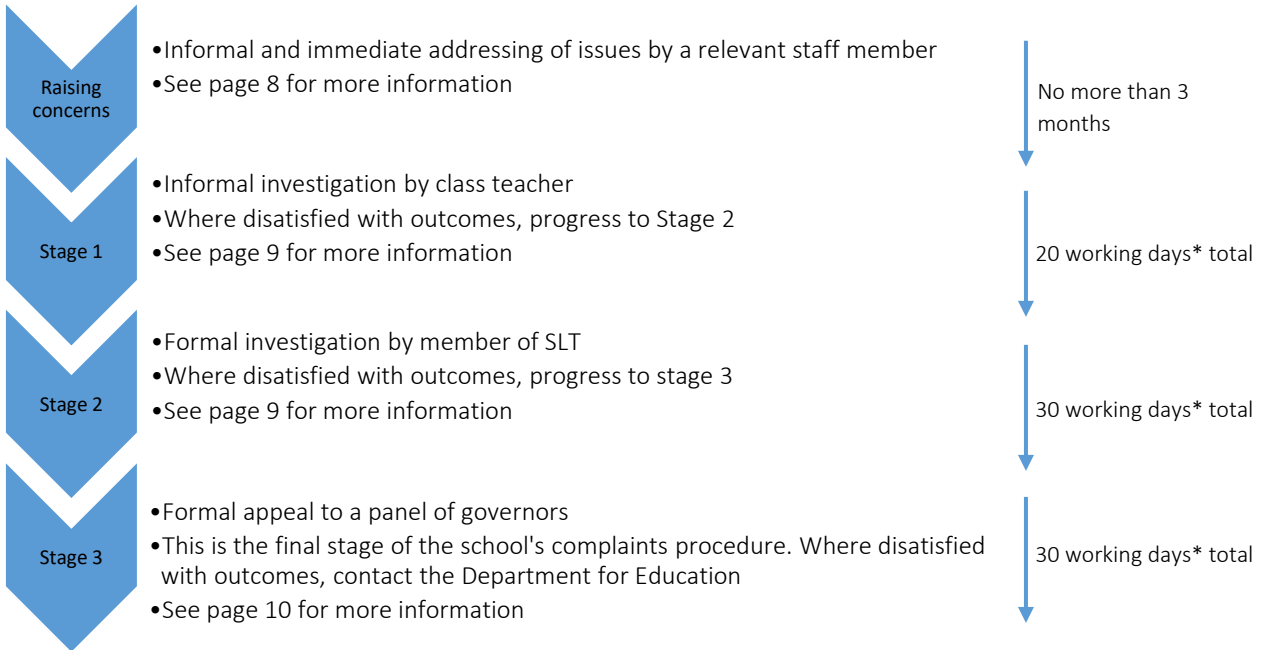 Raising
concerns
•Informal and immediate addressing of issues by a relevant staff member
•See page 8 for more information
No more than 3
months
Stage 1
•Informal investigation by class teacher
•Where disatisfied with outcomes, progress to Stage 2
•See page 9 for more information
20 working days* total
Stage 2
•Formal investigation by member of SLT
•Where disatisfied with outcomes, progress to stage 3
•See page 9 for more information
30 working days* total
Stage 3
•Formal appeal to a panel of governors
•This is the final stage of the school's complaints procedure. Where disatisfied
with outcomes, contact the Department for Education
•See page 10 for more information
30 working days* total